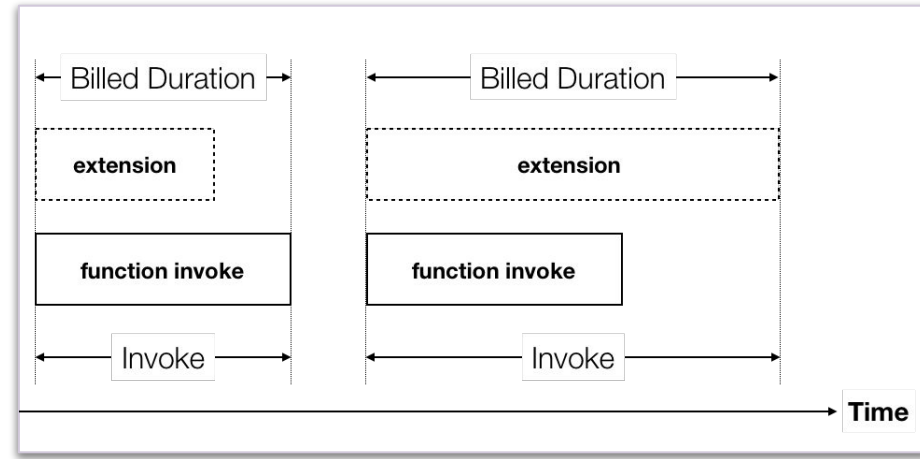 Billed Duration
Billed Duration
extension
extension
function invoke
function invoke
Invoke
Invoke
Time